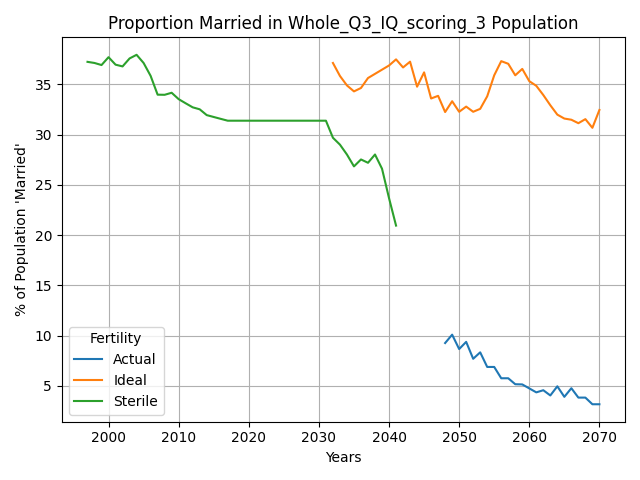 Proportion Married in Whole_Q3_IQ_scoring_3 Population
% of Population 'Married'
35
30
25
20
15
10
5
Fertility
Actual
Ideal
Sterile
2000 2010 2020 2030 2040 2050 2060 2070
Years